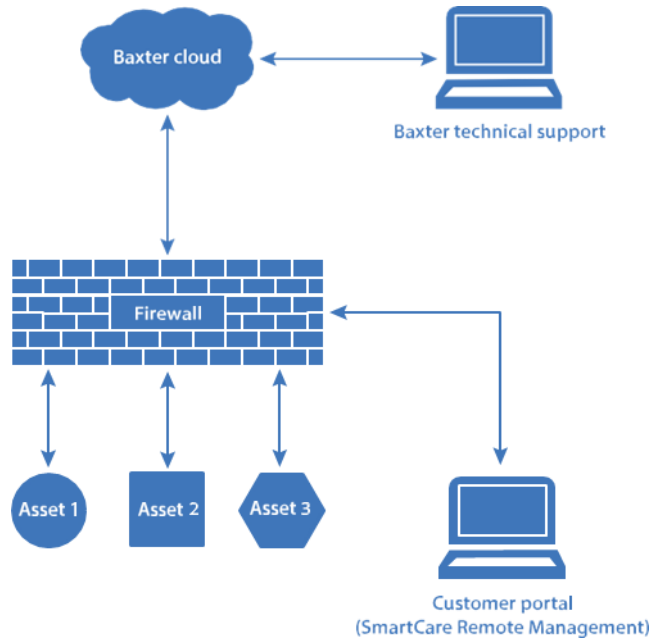 Baxter cloud
Baxter technical support
Firewall
Asset 1
Asset 2
Asset 3
Customer portal
(SmartCare Remote Management)